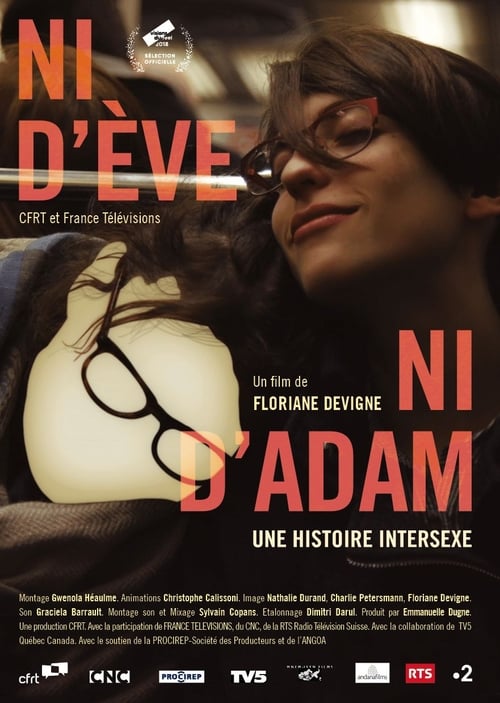 visions
du réel
2018
SÉLECTION
OFFICIELLE
NI
D'ÈVE
CFRT et France Télévisions
NI
Un film de
FLORIANE DEVIGNE
D'ADAM
UNE HISTOIRE INTERSEXE
Montage Gwenola Héaulme. Animations Christophe Calissoni. Image Nathalie Durand, Charlie Petersmann, Floriane Devigne.
Son Graciela Barrault. Montage son et Mixage Sylvain Copans. Etalonnage Dimitri Darul. Produit par Emmanuelle Dugne.
Une production CFRT. Avec la participation de FRANCE TELEVISIONS, du CNC, de la RTS Radio Télévision Suisse. Avec la collaboration de TV5
Québec Canada. Avec le soutien de la PROCIREP-Société des Producteurs et de l'ANGOA
cfrt CNC PROCIREP TV5 andanafilms RTS 2